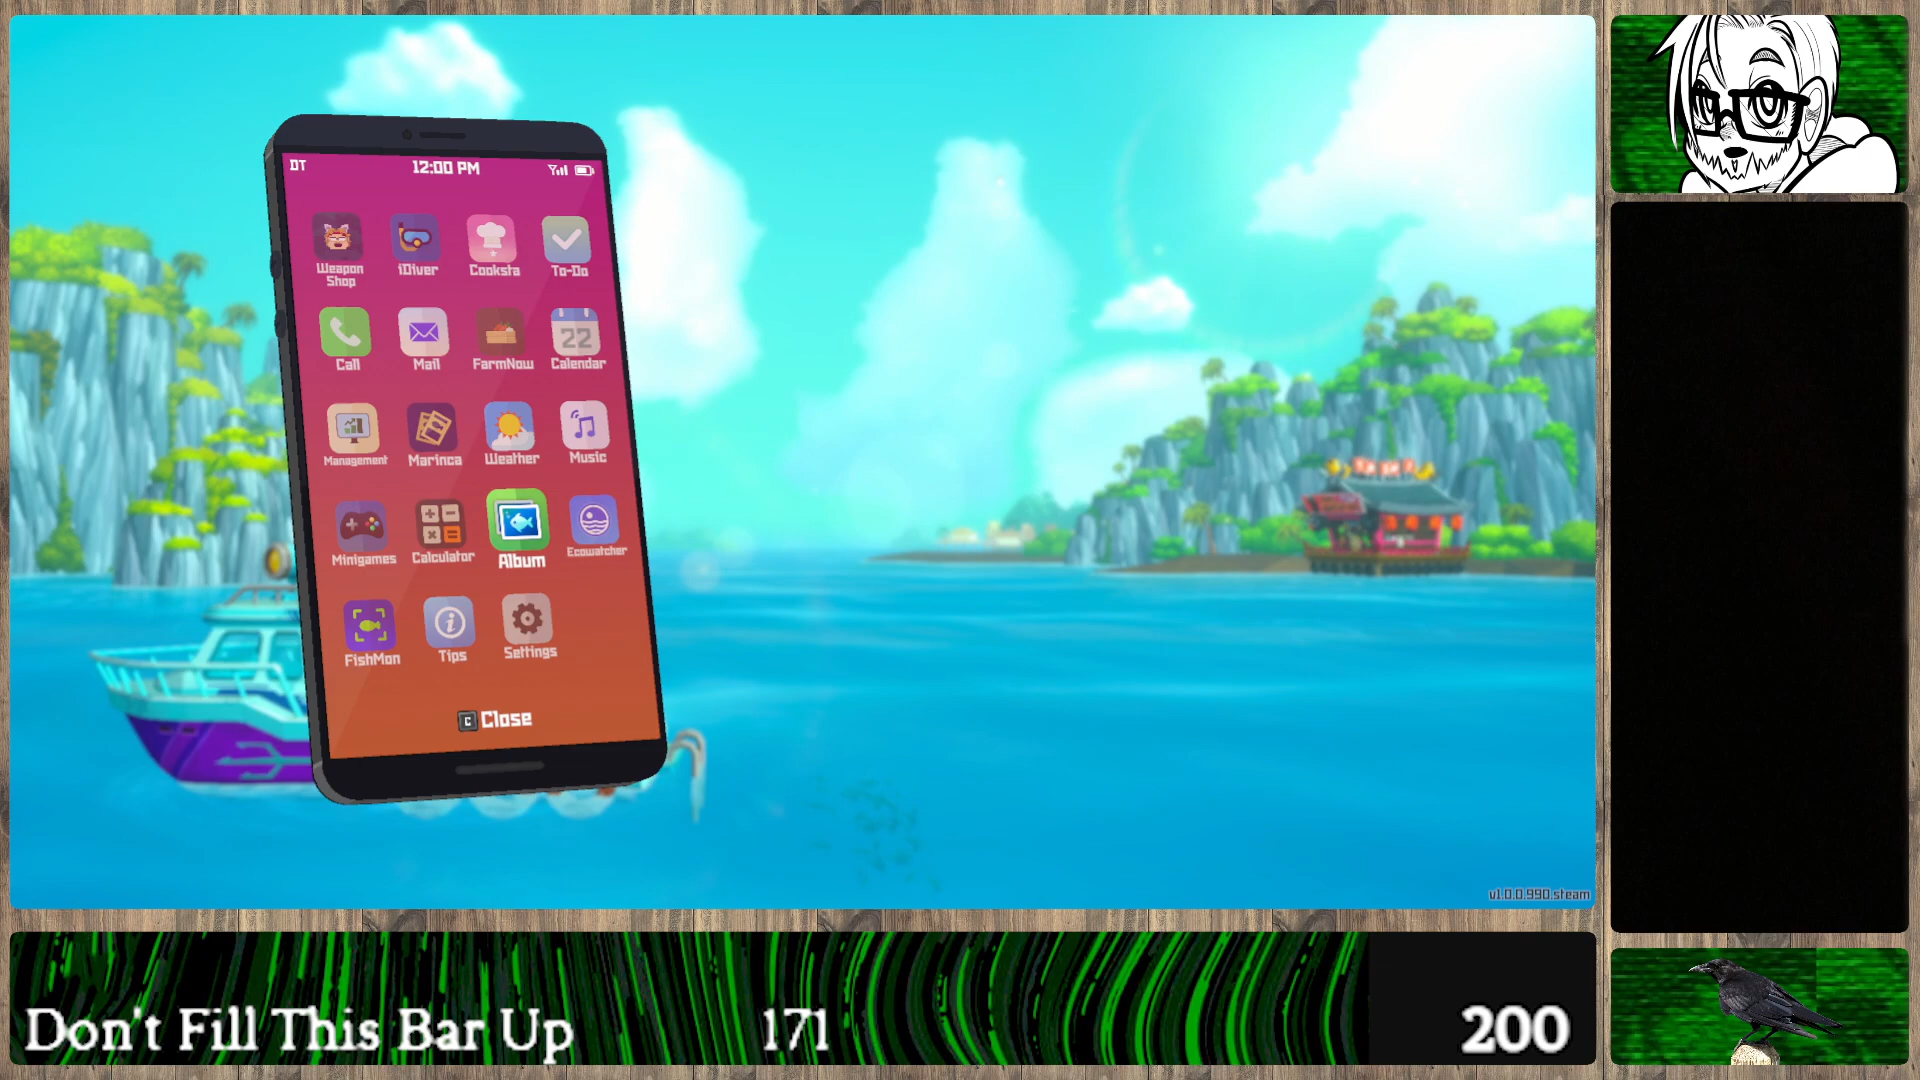 DT
12:00 PM
Weapon Shop
iDiver
Cooksta
To-Do
Call
Mail
FarmNow
22
Calendar
Management
Marinca
Weather
Music
Minigames
Calculator
Album
Ecowatcher
FishMon
Tips
Settings
C Close
v1.0.0.990.steam
Don't Fill This Bar Up
171
200